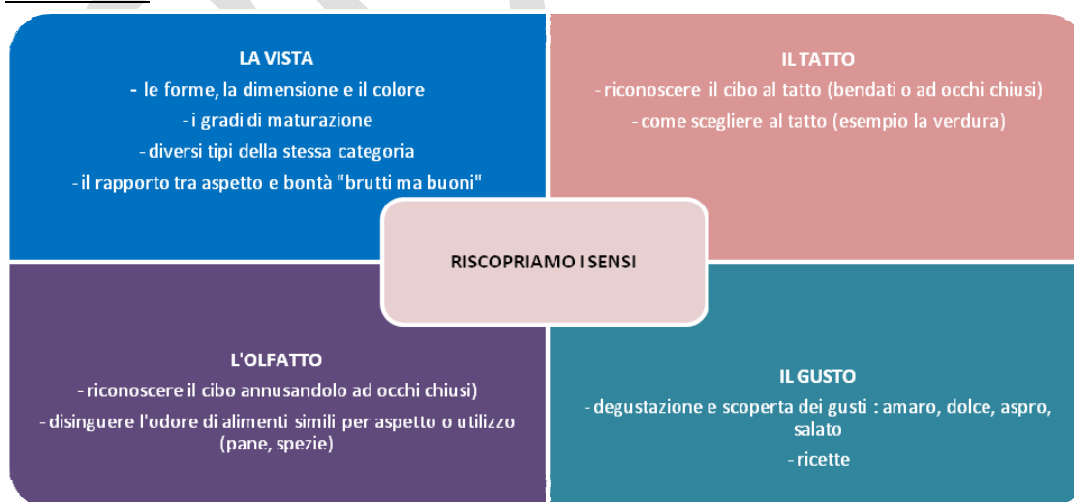 LA VISTA
- le forme, la dimensione e il colore
- i gradi di maturazione
- diversi tipi della stessa categoria
- il rapporto tra aspetto e bontà "brutti ma buoni"
IL TATTO
- riconoscere il cibo al tatto (bendati o ad occhi chiusi)
- come scegliere al tatto (esempio la verdura)
RISCOPRIAMO I SENSI
L'OLFATTO
- riconoscere il cibo annusandolo ad occhi chiusi)
- disinguere l'odore di alimenti simili per aspetto o utilizzo
(pane, spezie)
IL GUSTO
- degustazione e scoperta dei gusti : amaro, dolce, aspro,
salato
- ricette